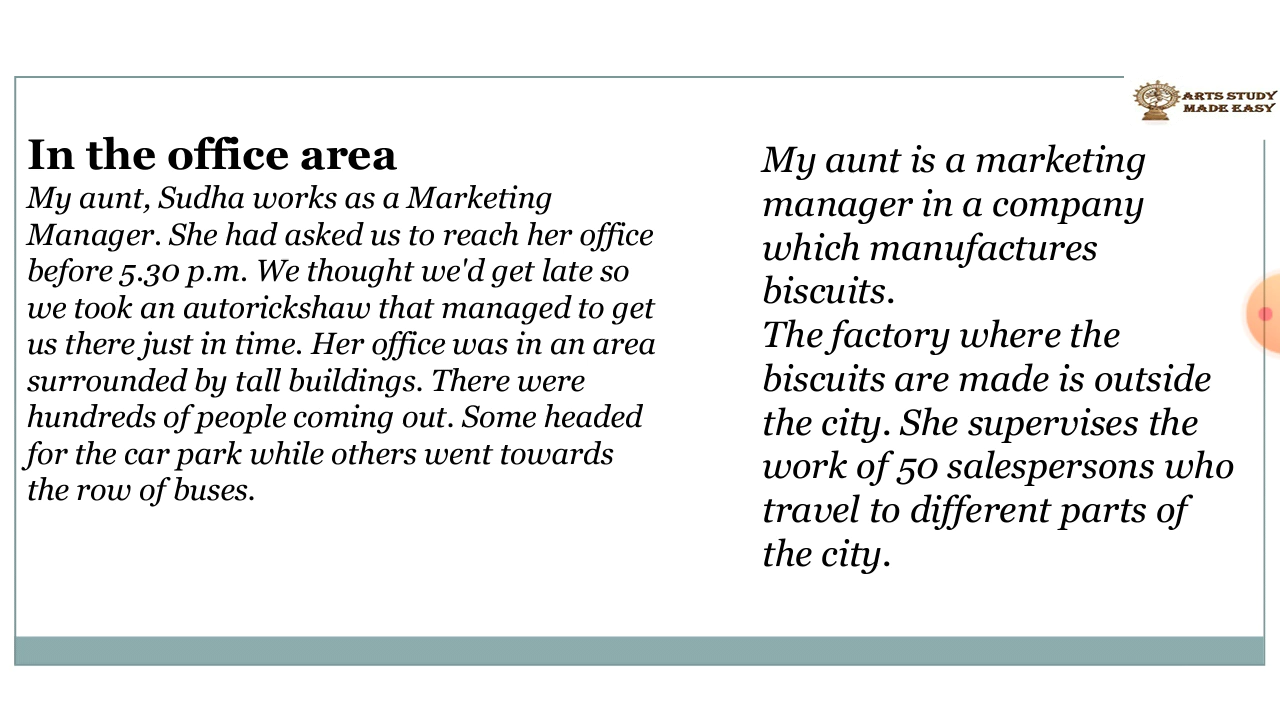 ARTS STUDY
MADE EASY
In the office area
My aunt, Sudha works as a Marketing
Manager. She had asked us to reach her office
before 5.30 p.m. We thought we'd get late so
we took an autorickshaw that managed to get
us there just in time. Her office was in an area
surrounded by tall buildings. There were
hundreds of people coming out. Some headed
for the car park while others went towards
the row of buses.
My aunt is a marketing
manager in a company
which manufactures
biscuits.
The factory where the
biscuits are made is outside
the city. She supervises the
work of 50 salespersons who
travel to different parts of
the city.